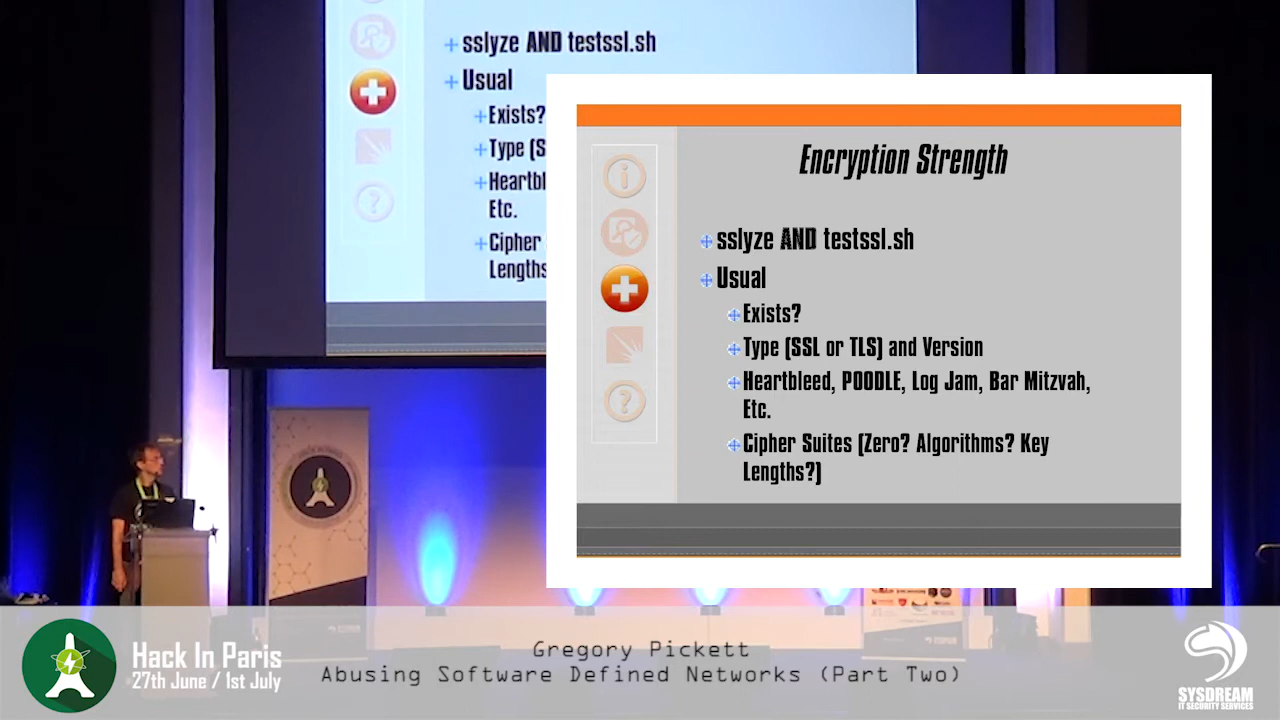 sslyze AND testssl.sh
Usual
Exists?
Type (S
Heartbl
Etc.
Cipher
Lengths
Encryption Strength
sslyze AND testssl.sh
Usual
Exists?
Type (SSL or TLS) and Version
Heartbleed, POODLE, Log Jam, Bar Mitzvah,
Etc.
Cipher Suites (Zero? Algorithms? Key
Lengths?)
Hack In Paris
27th June / 1st July
Gregory Pickett
Abusing Software Defined Networks (Part Two)
SYSDREAM
IT SECURITY SERVICES